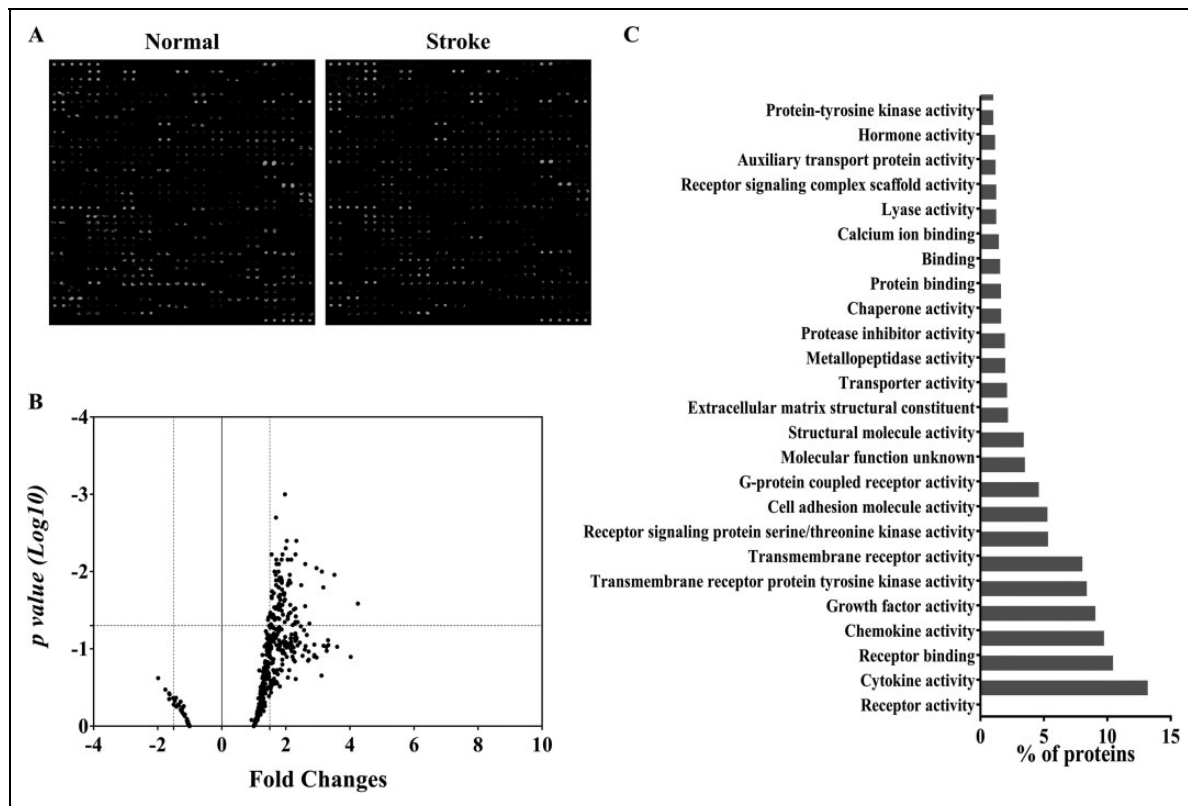 A
Normal
Stroke
B
-4
-3
-2
-1
0
p value (Log10)
-4 -2 0 2 4 6 8 10
Fold Changes
C
Protein-tyrosine kinase activity
Hormone activity
Auxiliary transport protein activity
Receptor signaling complex scaffold activity
Lyase activity
Calcium ion binding
Binding
Protein binding
Chaperone activity
Protease inhibitor activity
Metallopeptidase activity
Transporter activity
Extracellular matrix structural constituent
Structural molecule activity
Molecular function unknown
G-protein coupled receptor activity
Cell adhesion molecule activity
Receptor signaling protein serine/threonine kinase activity
Transmembrane receptor activity
Transmembrane receptor protein tyrosine kinase activity
Growth factor activity
Chemokine activity
Receptor binding
Cytokine activity
Receptor activity
0 5 10 15
% of proteins